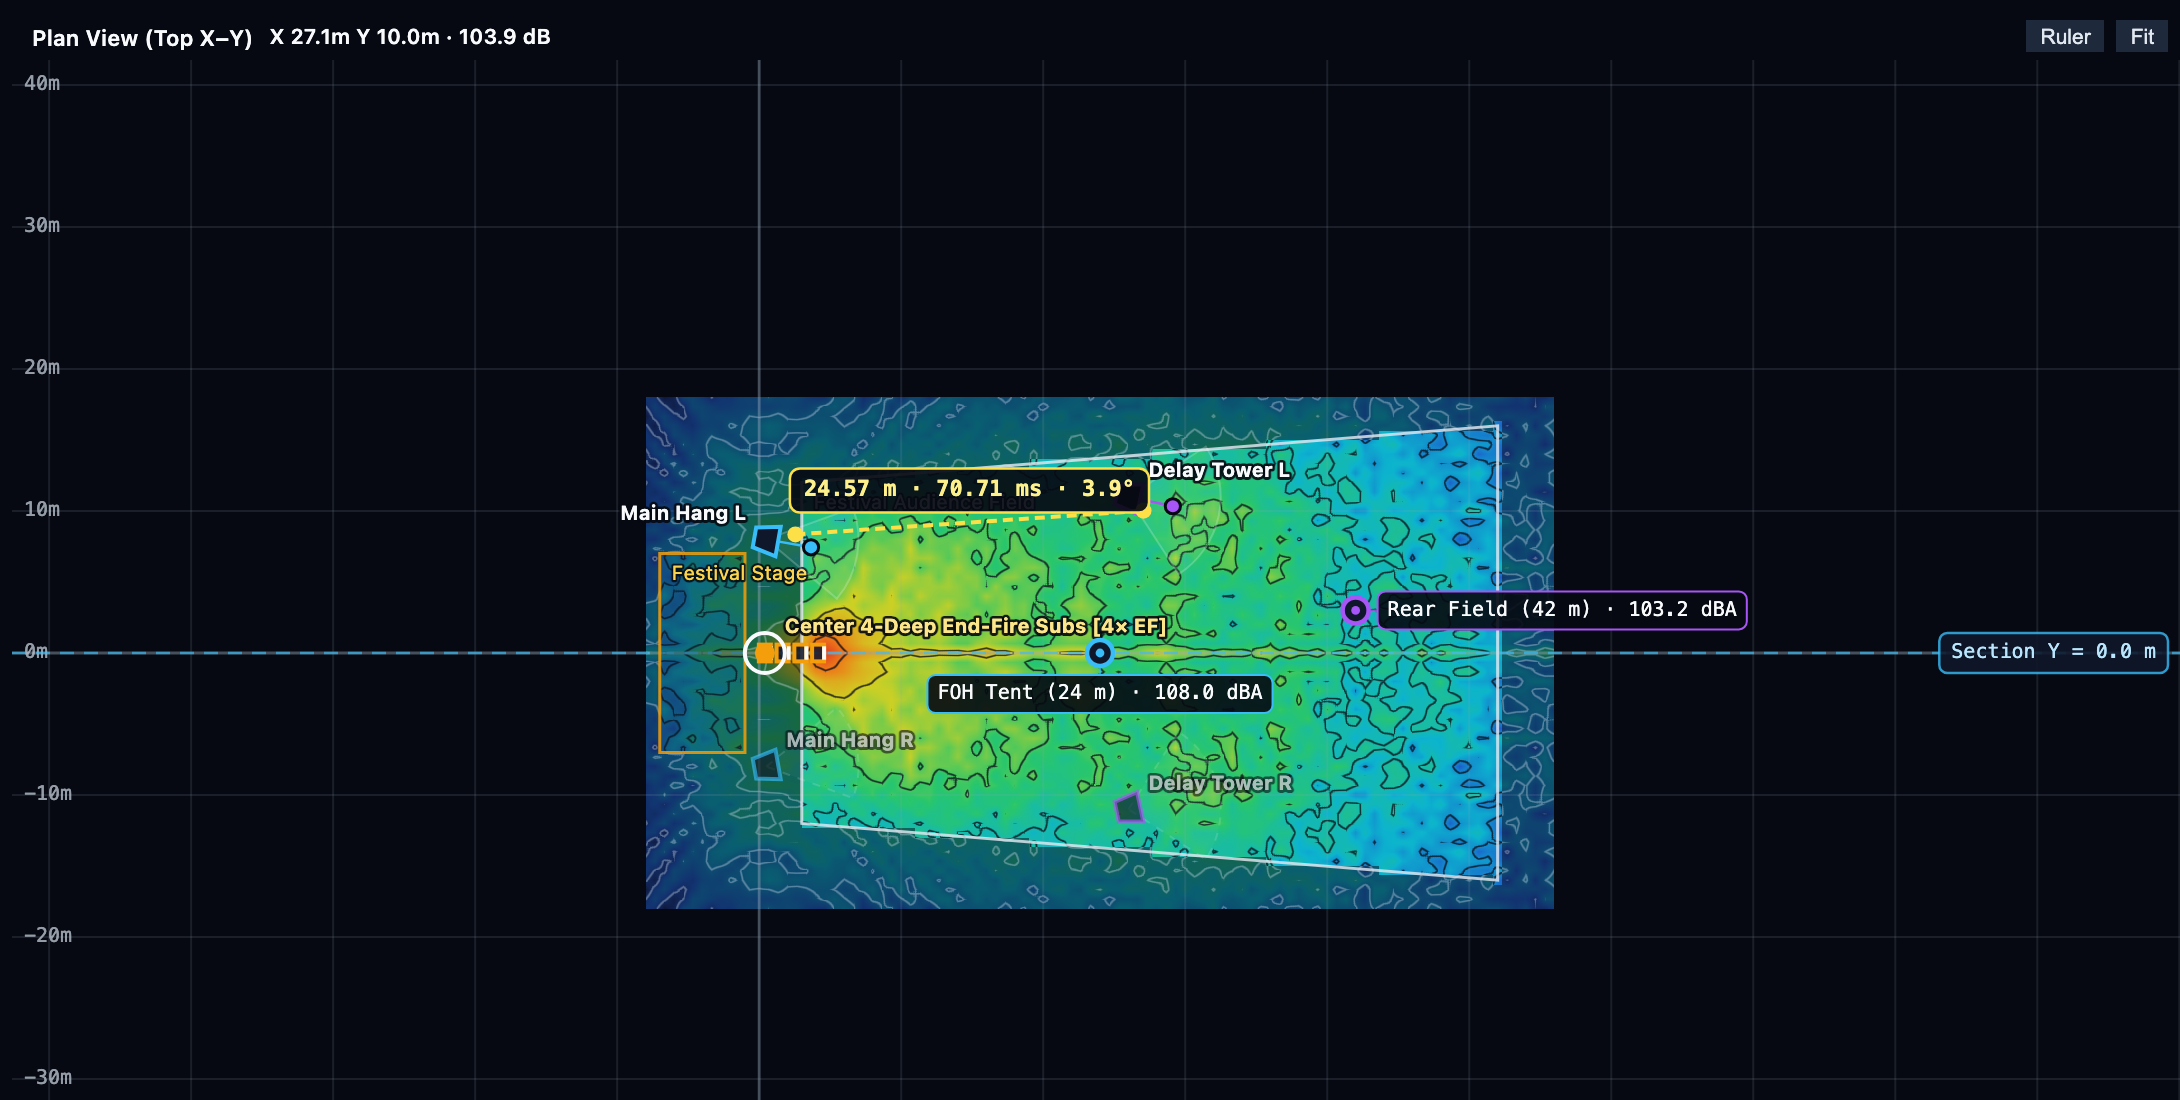 Plan View (Top X–Y) X 27.1m Y 10.0m · 103.9 dB
Ruler Fit
40m
30m
20m
Delay Tower L
24.57 m · 70.71 ms · 3.9°
Festival Audience Field
10m
Main Hang L
Festival Stage
Rear Field (42 m) · 103.2 dBA
Center 4-Deep End-Fire Subs [4× EF]
0m
Section Y = 0.0 m
FOH Tent (24 m) · 108.0 dBA
Main Hang R
Delay Tower R
−10m
−20m
−30m